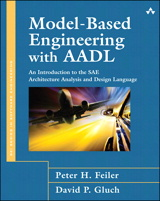 Model-Based
Engineering
with AADL
An Introduction to the SAE
Architecture Analysis and Design Language
Peter H. Feiler
David P. Gluch